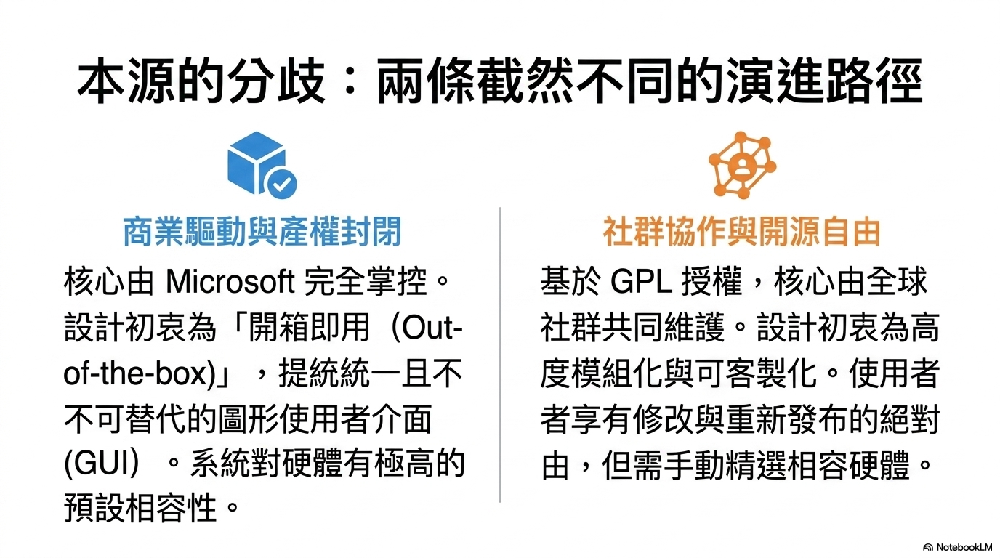 本源的分歧：兩條截然不同的演進路徑
商業驅動與產權封閉
核心由 Microsoft 完全掌控。
設計初衷為「開箱即用（Out-
of-the-box)」，提統統一且不
不可替代的圖形使用者介面
(GUI）。系統對硬體有極高的
預設相容性。
社群協作與開源自由
基於 GPL 授權，核心由全球
社群共同維護。設計初衷為高
度模組化與可客製化。使用者
者享有修改與重新發布的絕對
由，但需手動精選相容硬體。
NotebookLM